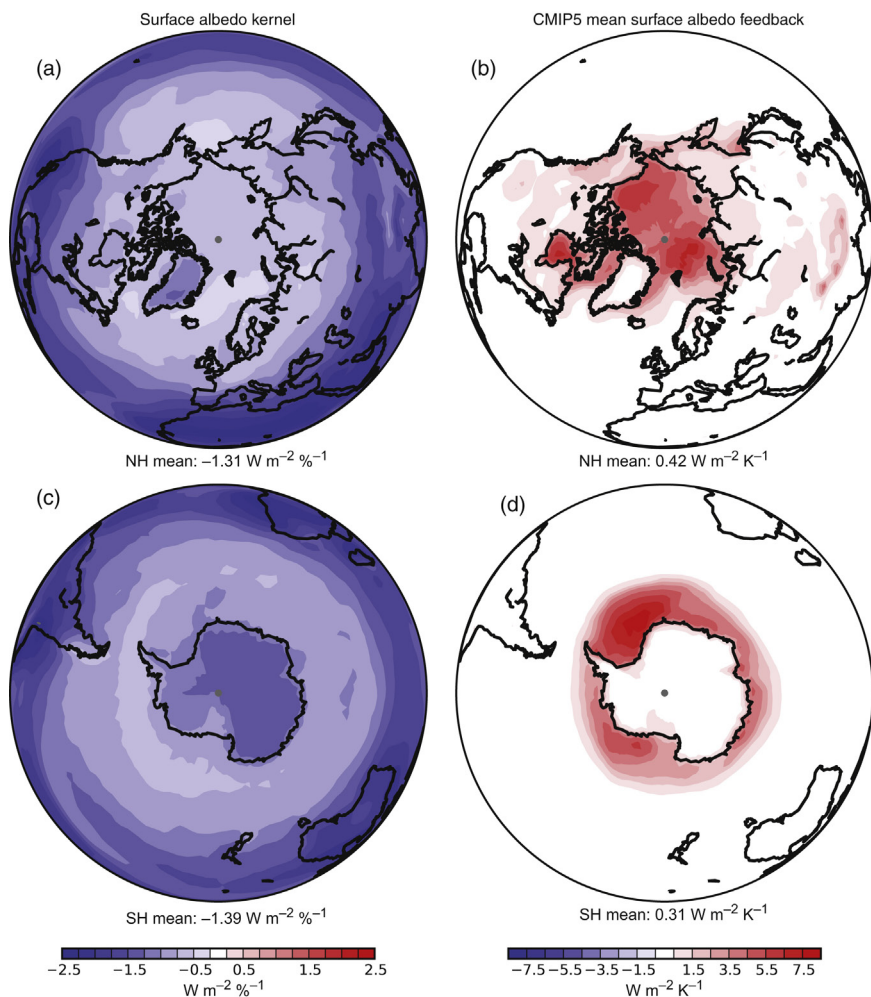 Surface albedo kernel
CMIP5 mean surface albedo feedback
(a)
(b)
NH mean: −1.31 W m⁻² %⁻¹
NH mean: 0.42 W m⁻² K⁻¹
(c)
(d)
SH mean: −1.39 W m⁻² %⁻¹
SH mean: 0.31 W m⁻² K⁻¹
−2.5 −1.5 −0.5 0.5 1.5 2.5
W m⁻² %⁻¹
−7.5 −5.5 −3.5 −1.5 1.5 3.5 5.5 7.5
W m⁻² K⁻¹